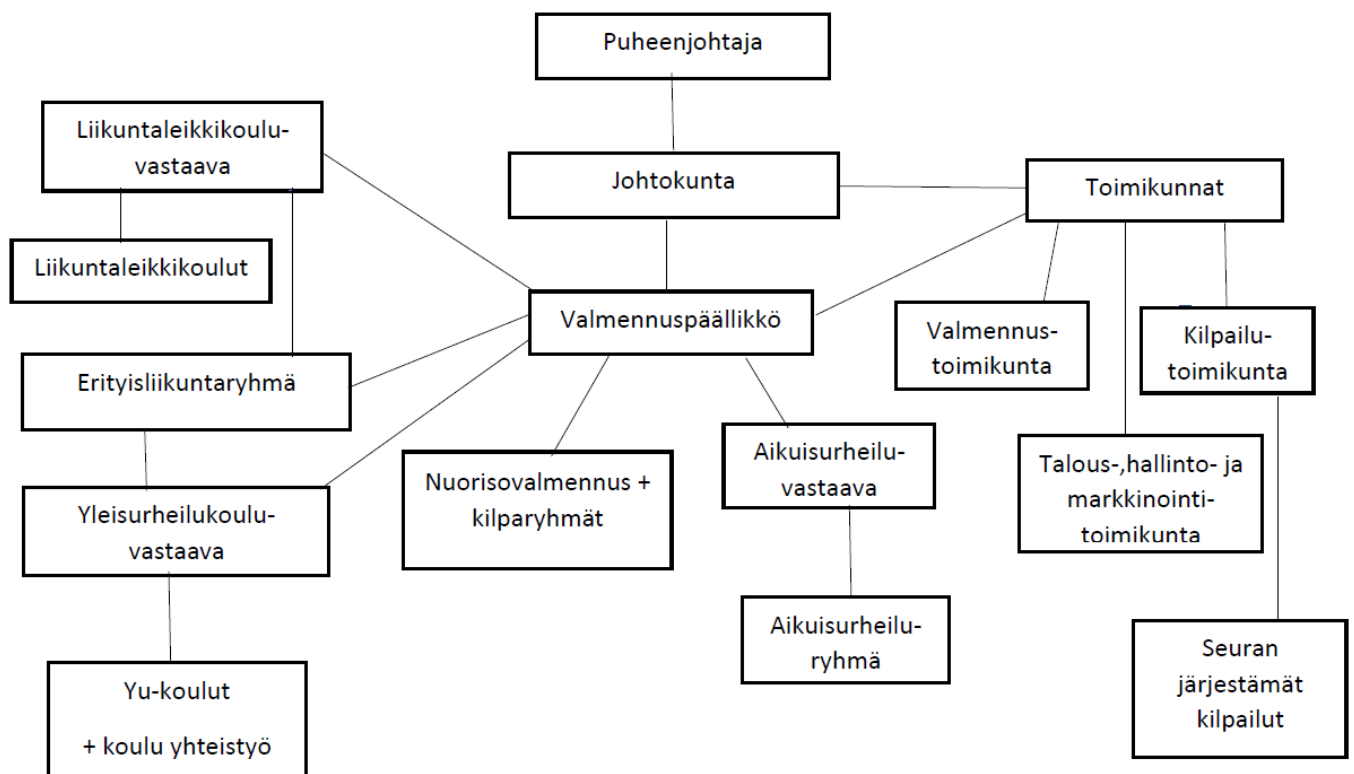 Puheenjohtaja
Liikuntaleikkikoulu-
vastaava
Johtokunta
Toimikunnat
Liikuntaleikkikoulut
Valmennuspäällikkö
Valmennus-
toimikunta
Kilpailu-
toimikunta
Erityisliikuntaryhmä
Nuorisovalmennus +
kilparyhmät
Aikuisurheilu-
vastaava
Talous-,hallinto- ja
markkinointi-
toimikunta
Yleisurheilukoulu-
vastaava
Aikuisurheilu-
ryhmä
Seuran
järjestämät
kilpailut
Yu-koulut
+ koulu yhteistyö